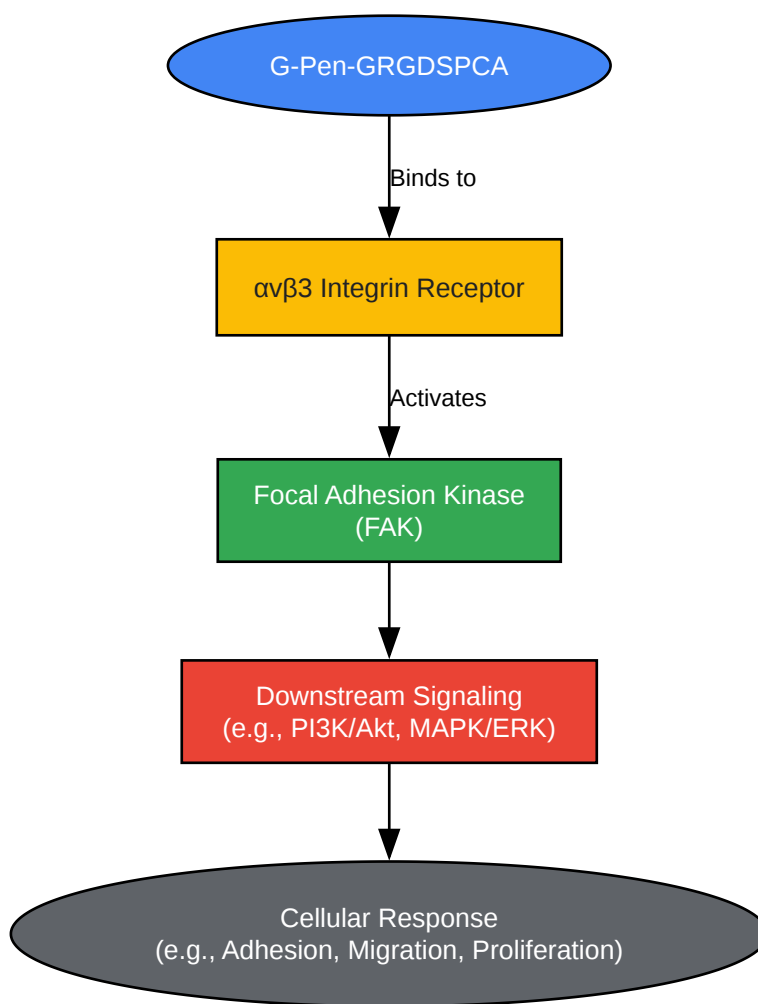 G-Pen-GRGDSPCA
Binds to
αvβ3 Integrin Receptor
Activates
Focal Adhesion Kinase
(FAK)
Downstream Signaling
(e.g., PI3K/Akt, MAPK/ERK)
Cellular Response
(e.g., Adhesion, Migration, Proliferation)